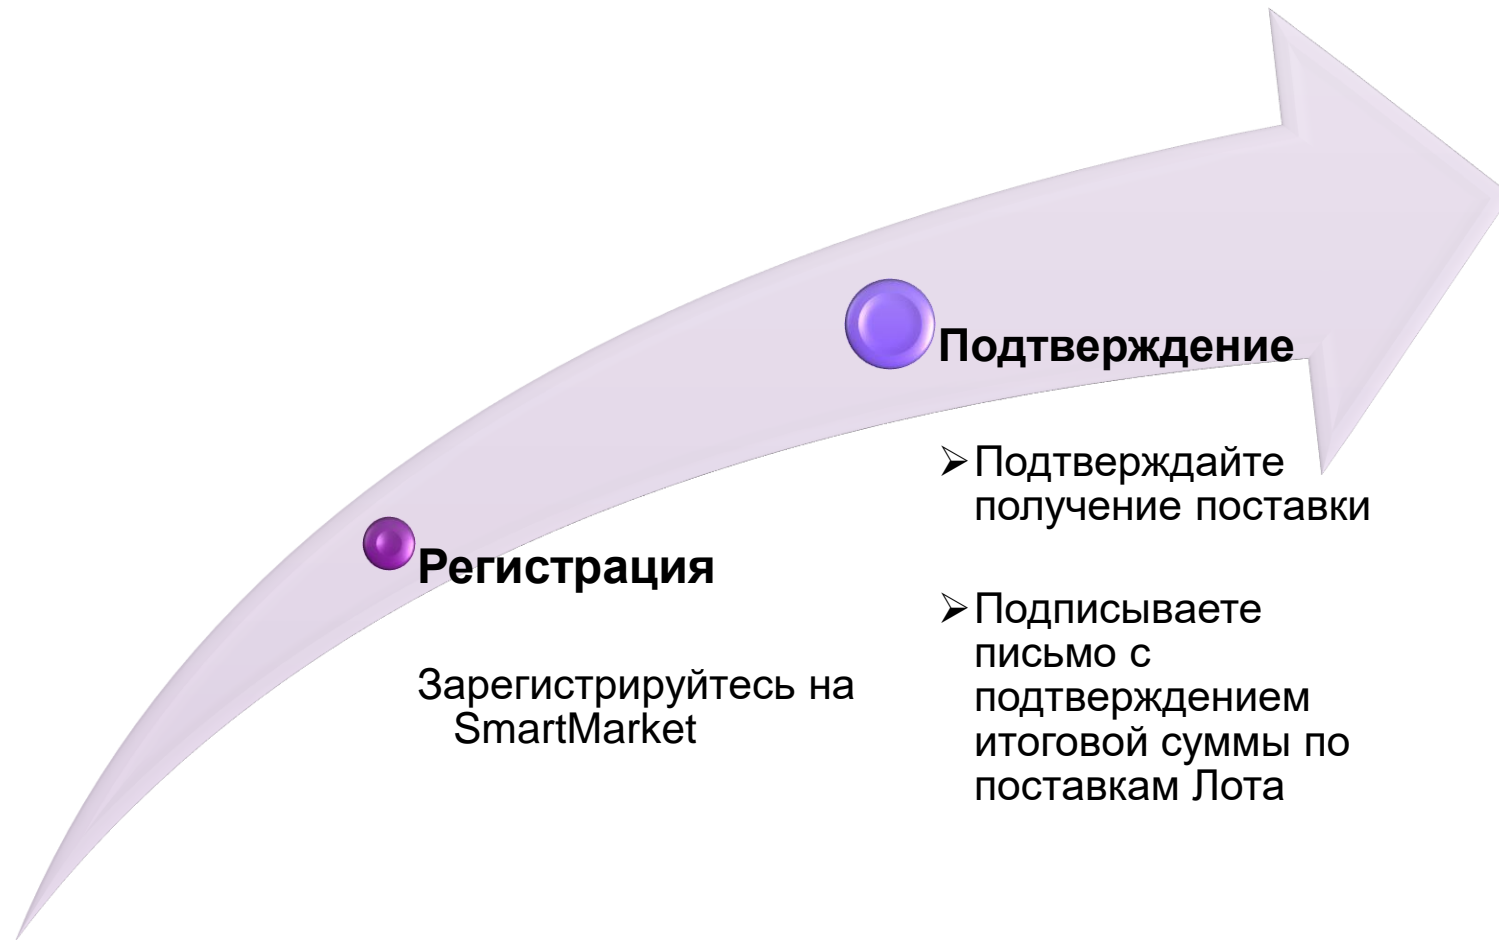 Регистрация
Зарегистрируйтесь на
SmartMarket
Подтверждение
➢Подтверждайте
получение поставки
➢Подписываете
письмо с
подтверждением
итоговой суммы по
поставкам Лота